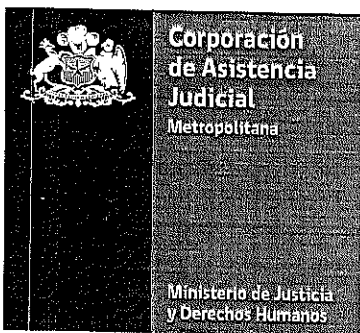 Corporación
de Asistencia
Judicial
Metropolitana
Ministerio de Justicia
y Derechos Humanos